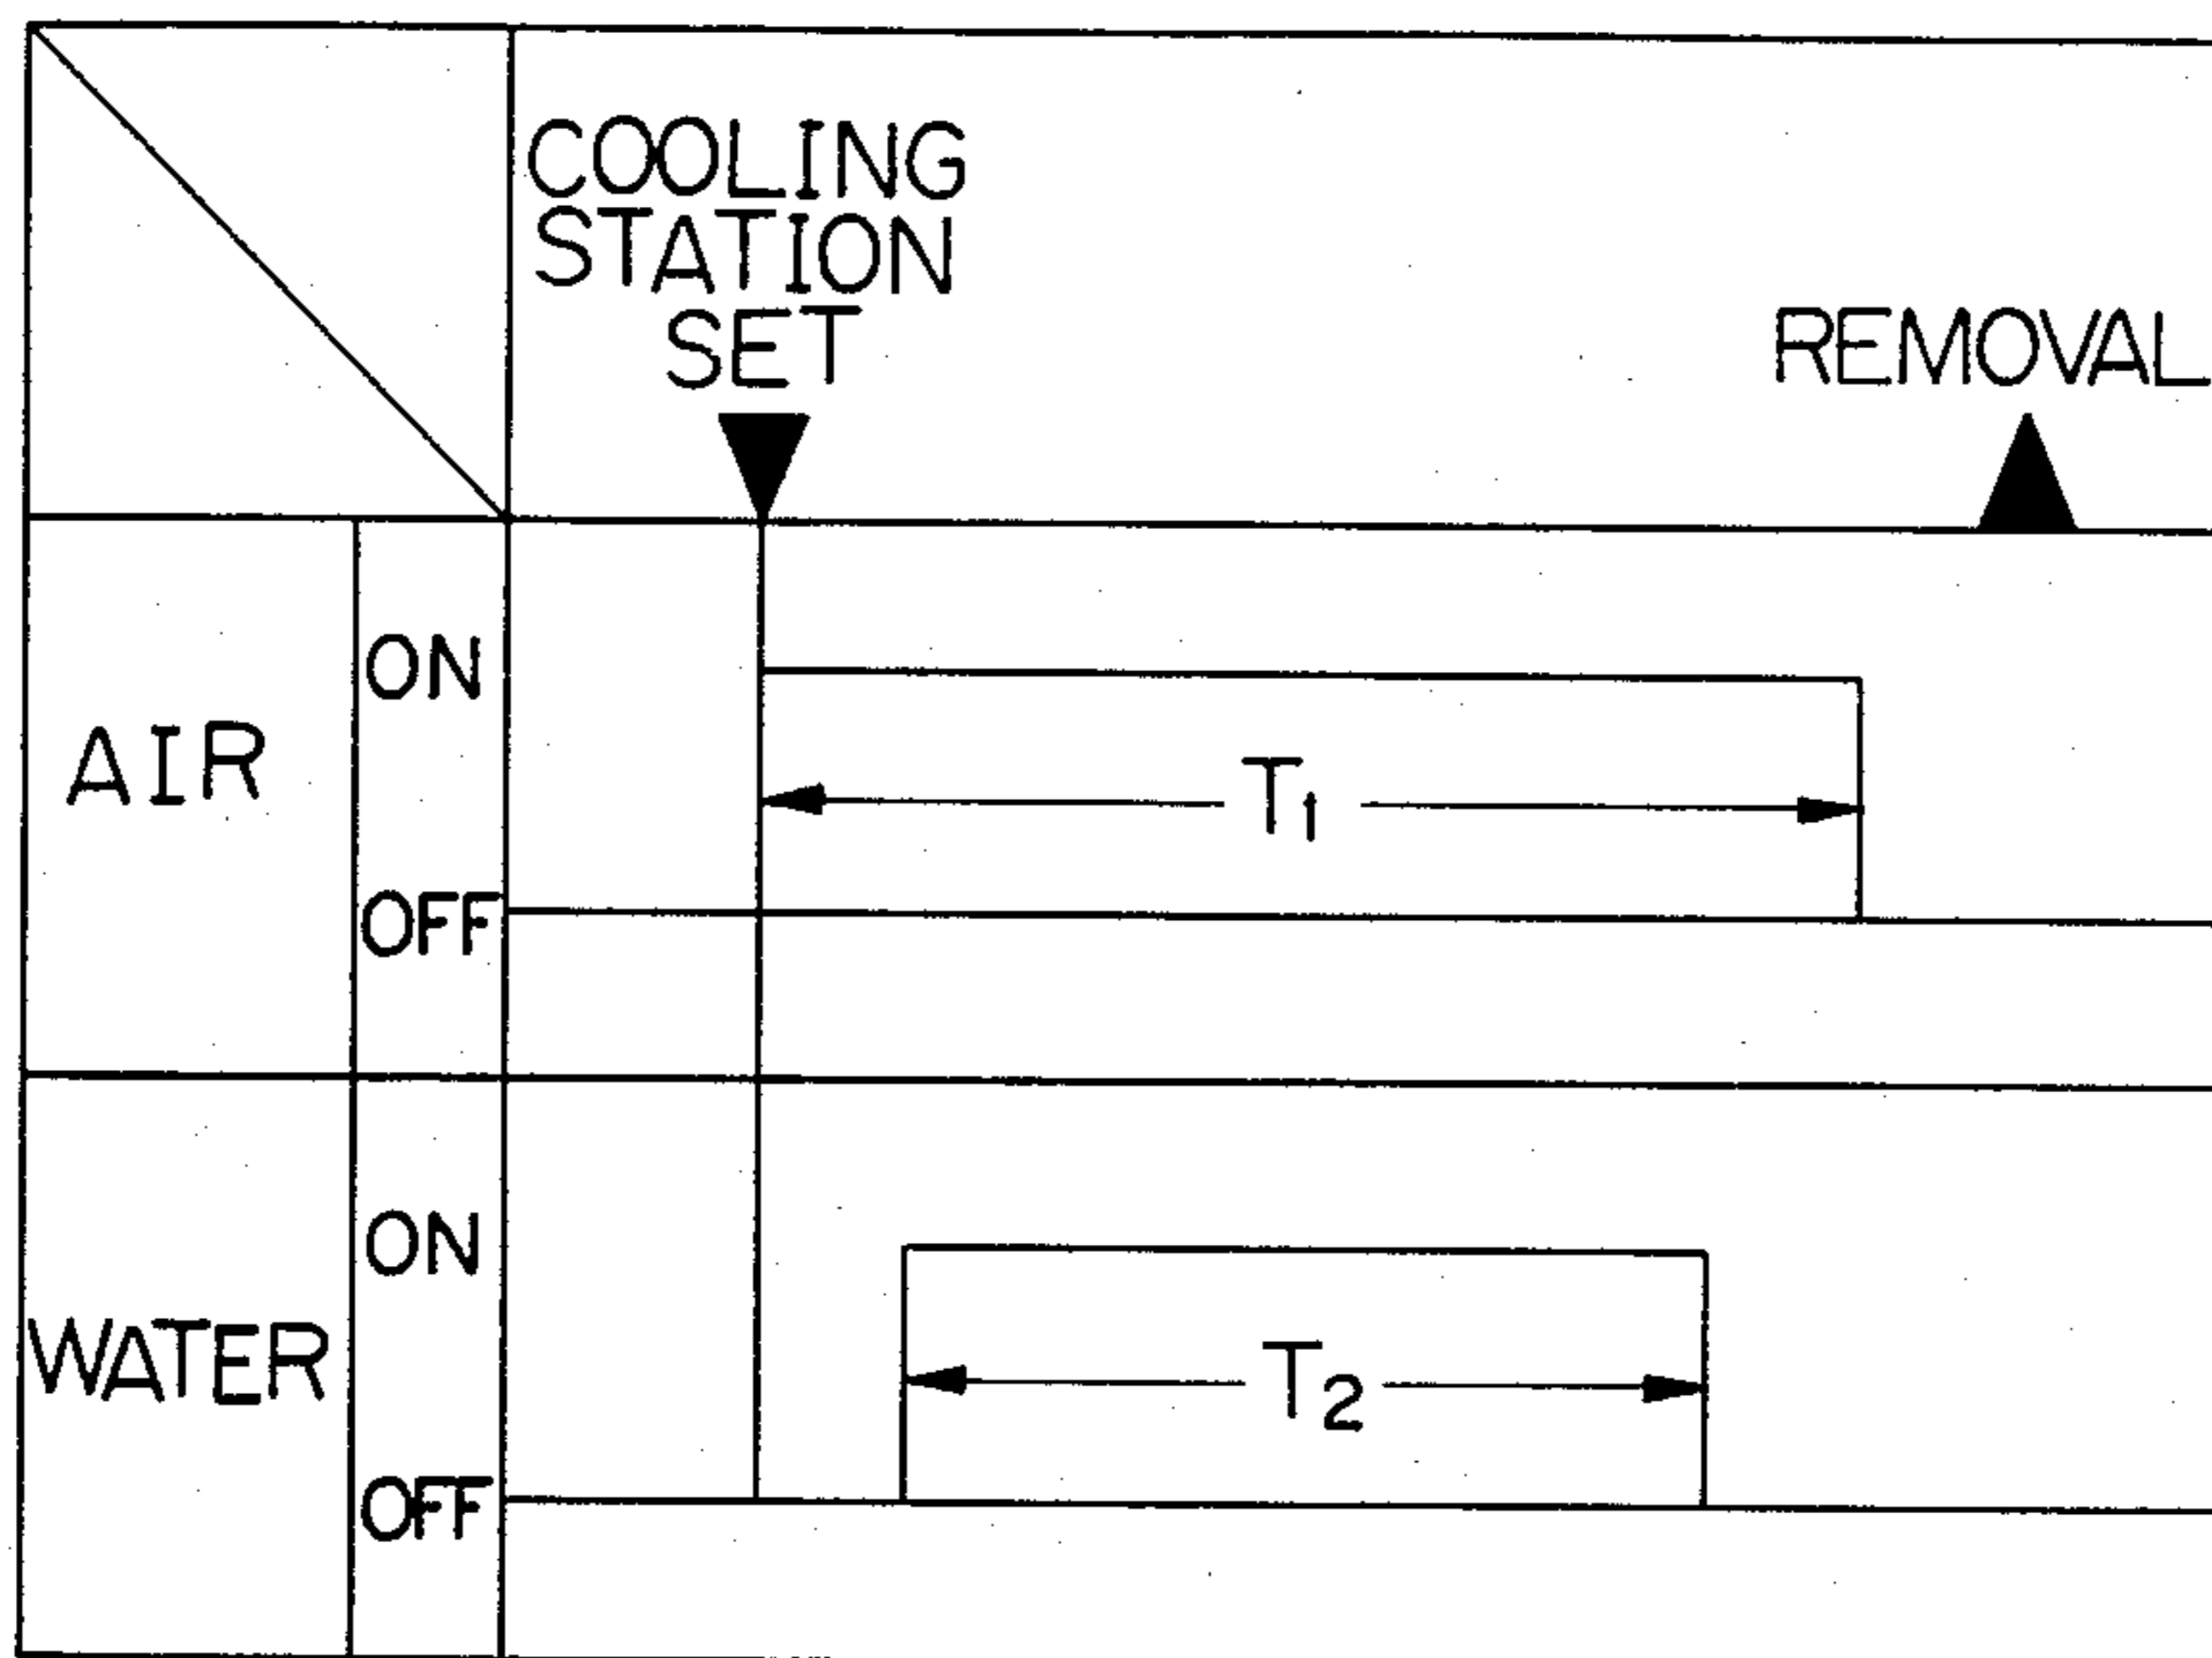 COOLING
STATION
SET
REMOVAL
ON
AIR
T1
OFF
ON
WATER
T2
OFF